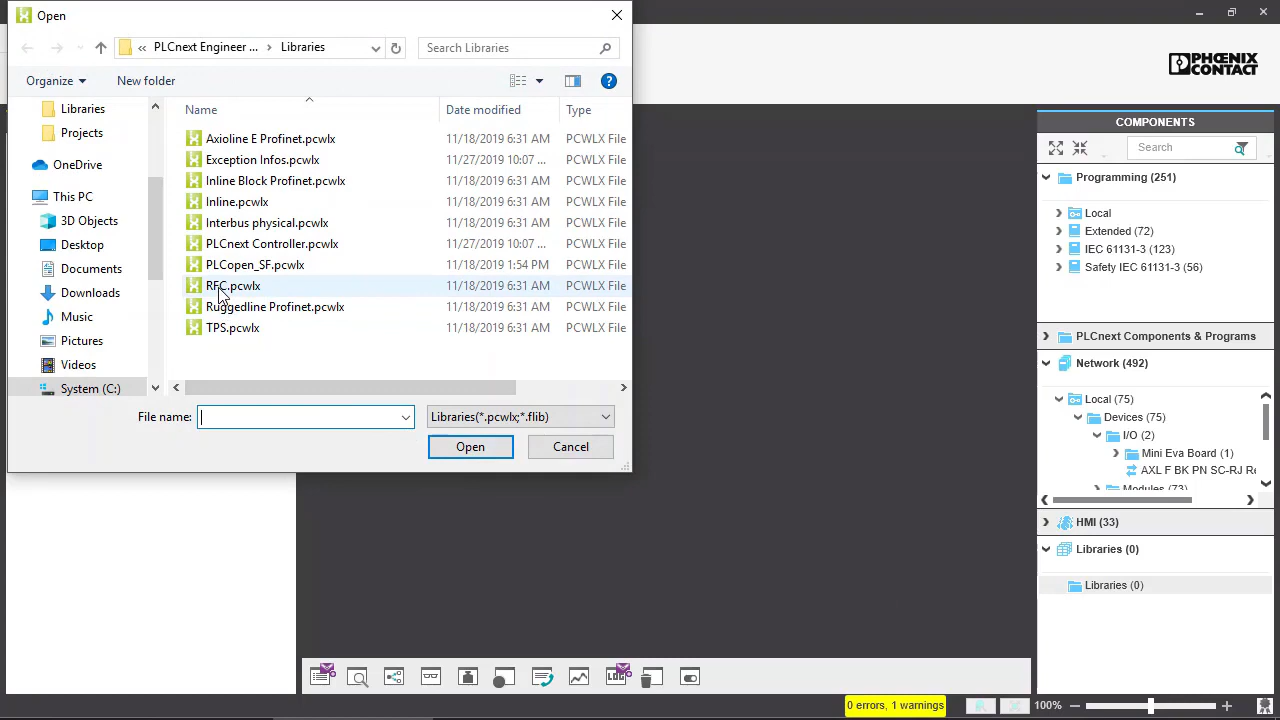 Open
PLCnext Engineer ... Libraries
Search Libraries
Organize
New folder
Libraries
Projects
OneDrive
This PC
3D Objects
Desktop
Documents
Downloads
Music
Pictures
Videos
System (C:)
Name Date modified Type
Axioline E Profinet.pcwlx 11/18/2019 6:31 AM PCWLX File
Exception Infos.pcwlx 11/27/2019 10:07 ... PCWLX File
Inline Block Profinet.pcwlx 11/18/2019 6:31 AM PCWLX File
Inline.pcwlx 11/18/2019 6:31 AM PCWLX File
Interbus physical.pcwlx 11/18/2019 6:31 AM PCWLX File
PLCnext Controller.pcwlx 11/27/2019 10:07 ... PCWLX File
PLCopen_SF.pcwlx 11/18/2019 1:54 PM PCWLX File
RFC.pcwlx 11/18/2019 6:31 AM PCWLX File
Ruggedline Profinet.pcwlx 11/18/2019 6:31 AM PCWLX File
TPS.pcwlx 11/18/2019 6:31 AM PCWLX File
File name:
Libraries(*.pcwlx;*.flib)
Open
Cancel
PHŒNIX
CONTACT
COMPONENTS
Search
Programming (251)
Local
Extended (72)
IEC 61131-3 (123)
Safety IEC 61131-3 (56)
PLCnext Components & Programs
Network (492)
Local (75)
Devices (75)
I/O (2)
Mini Eva Board (1)
AXL F BK PN SC-RJ Re
Modules (73)
HMI (33)
Libraries (0)
Libraries (0)
LOG
0 errors, 1 warnings
100%